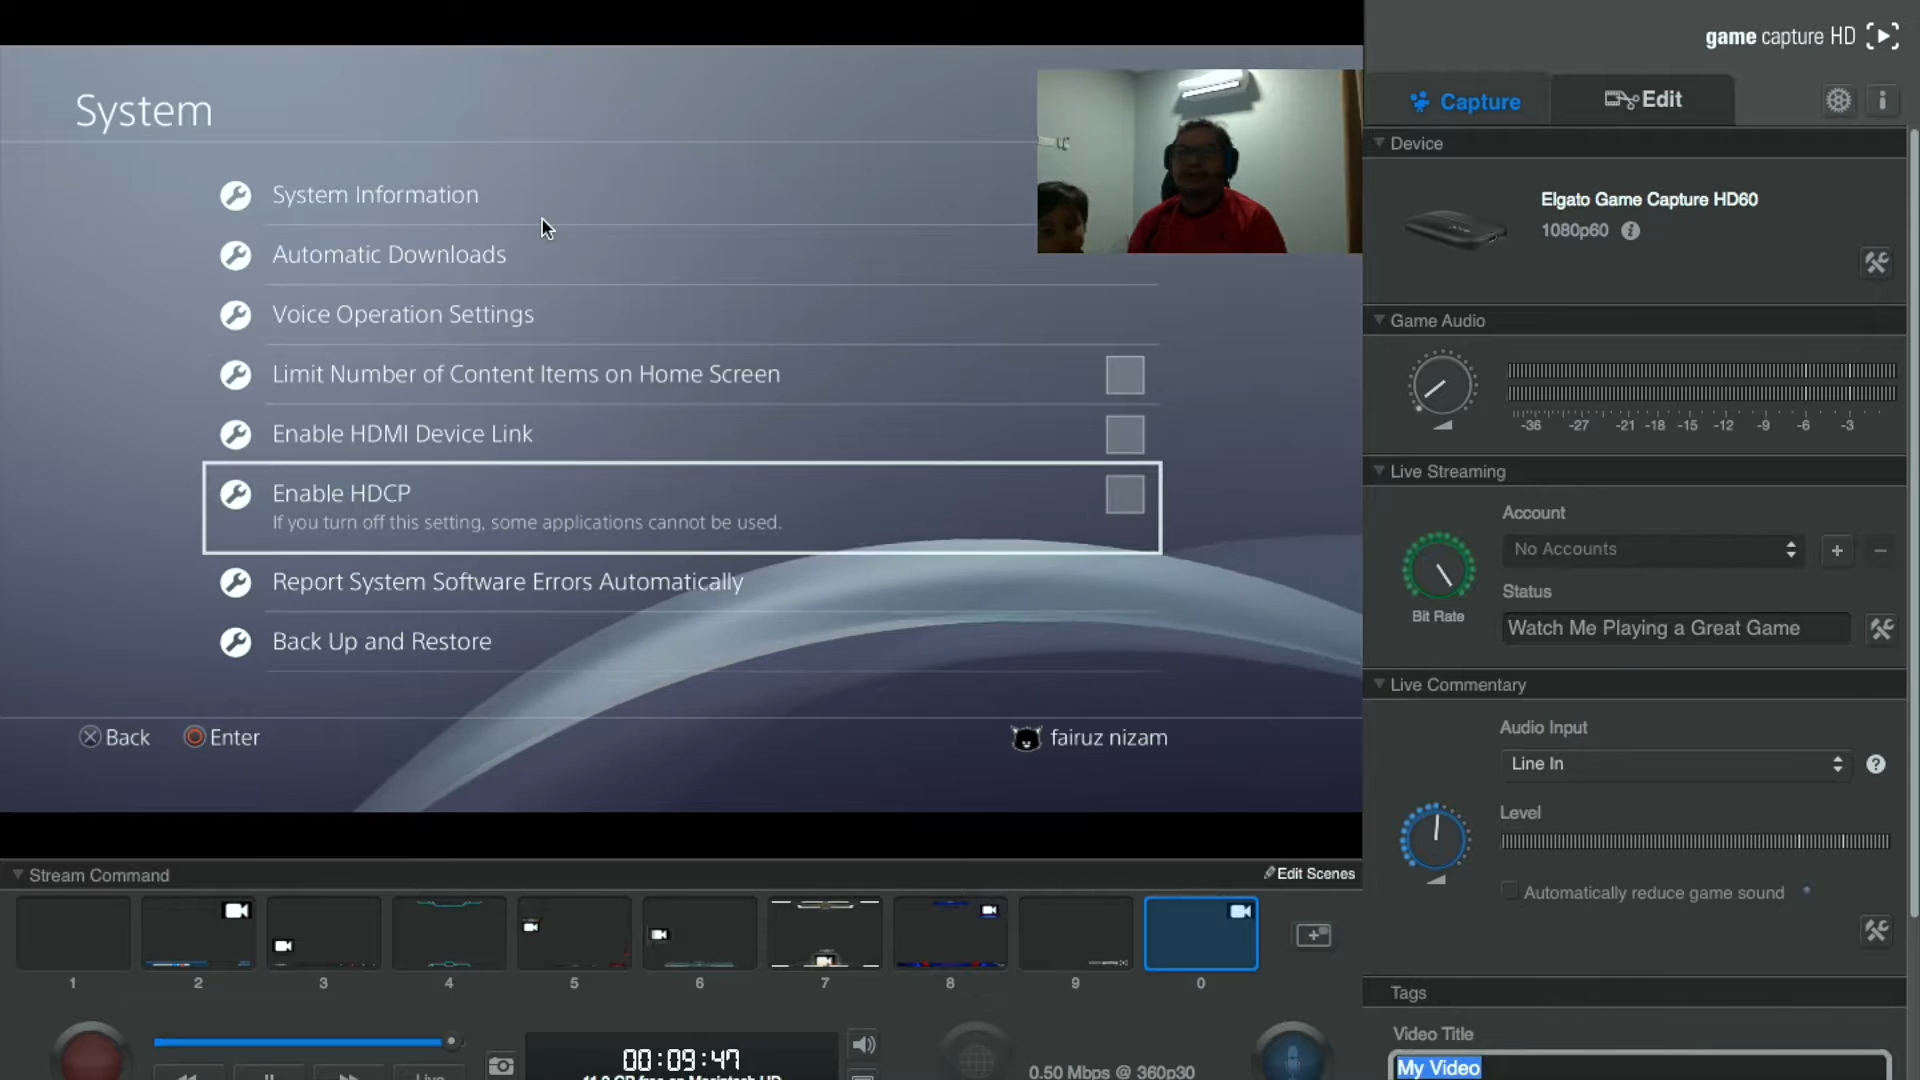 game capture HD
Capture
Edit
System
System Information
Automatic Downloads
Voice Operation Settings
Limit Number of Content Items on Home Screen
Enable HDMI Device Link
Enable HDCP
If you turn off this setting, some applications cannot be used.
Report System Software Errors Automatically
Back Up and Restore
Back
Enter
fairuz nizam
Device
Elgato Game Capture HD60
1080p60
Game Audio
-36 -27 -21 -18 -15 -12 -9 -6 -3
Live Streaming
Account
No Accounts
Bit Rate
Status
Watch Me Playing a Great Game
Live Commentary
Audio Input
Line In
Level
Automatically reduce game sound
Tags
Video Title
My Video
Stream Command
Edit Scenes
1 2 3 4 5 6 7 8 9 0
00:09:47
0.50 Mbps @ 360p30
Live